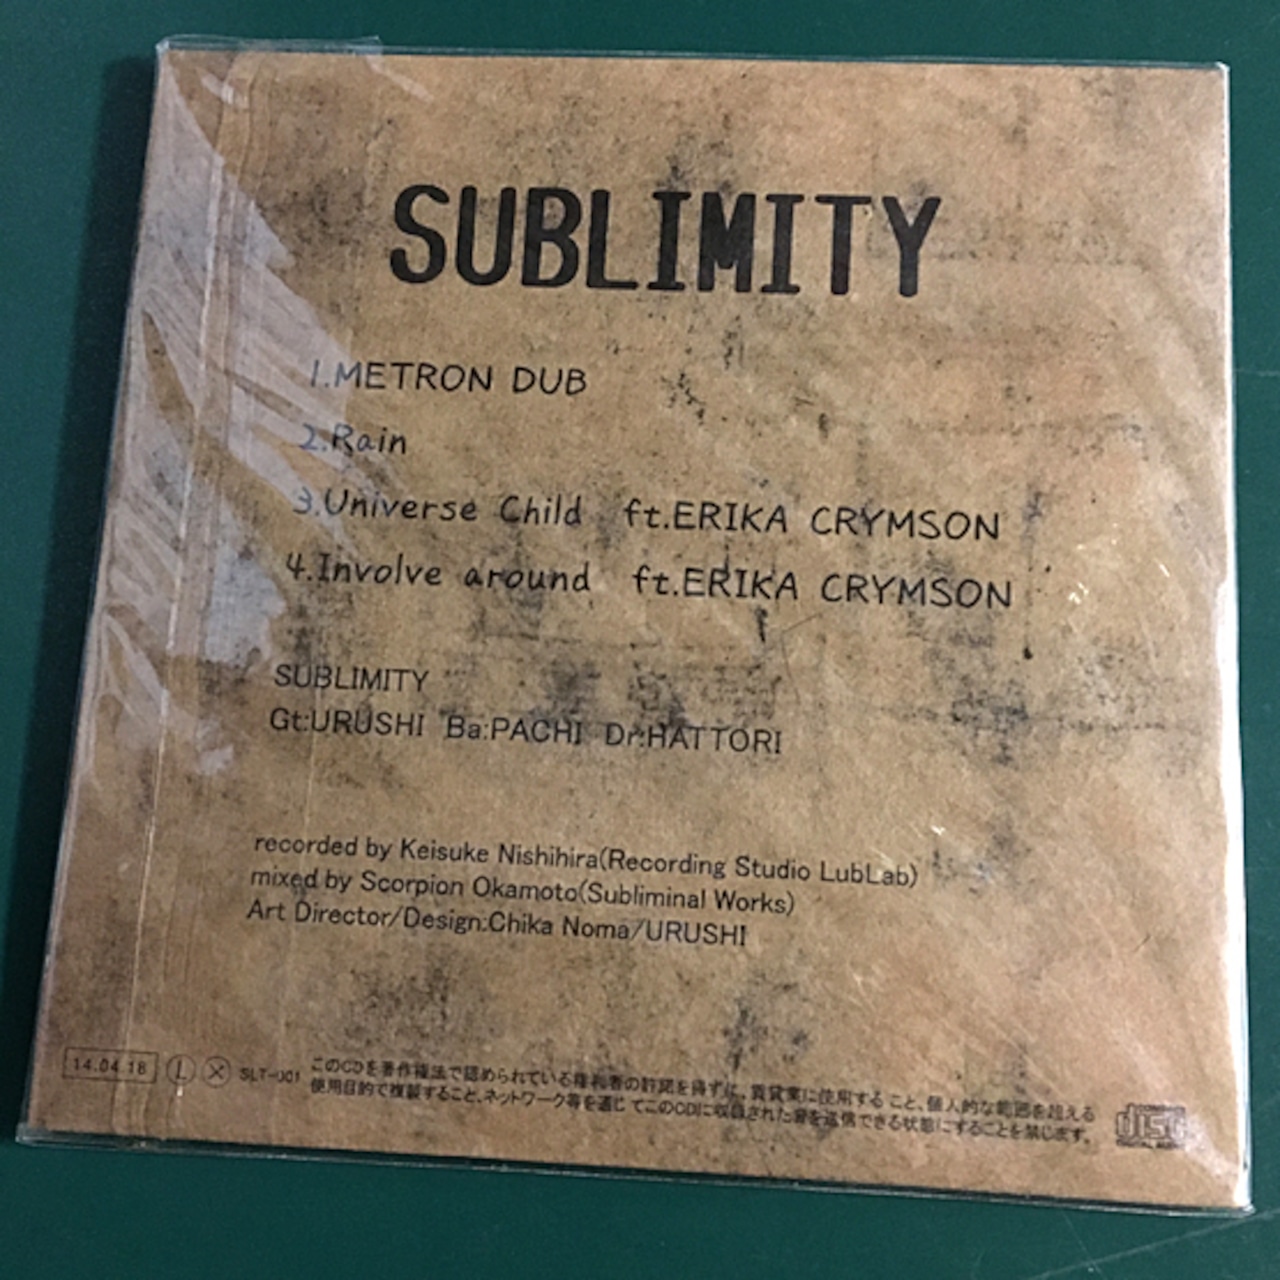 SUBLIMITY
1.METRON DUB
2.Rain
3.Universe Child ft.ERIKA CRYMSON
4.Involve around ft.ERIKA CRYMSON
SUBLIMITY
Gt:URUSHI Ba:PACHI Dr:HATTORI
recorded by Keisuke Nishihira(Recording Studio LubLab)
mixed by Scorpion Okamoto(Subliminal Works)
Art Director/Design:Chika Noma/URUSHI
14.04.18 L X SLT-001 このCDを著作権法で認められている権利者の許諾を得ずに、賃貸業に使用すること、個人的な範囲を超える
使用目的で複製すること、ネットワーク等を通じてこのCDに収録された音を送信できる状態にすることを禁じます。
disc